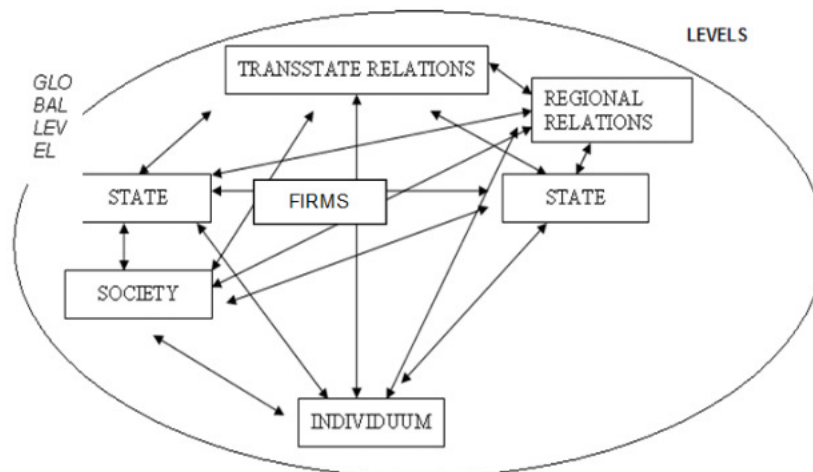 LEVELS
TRANSSTATE RELATIONS
GLO
BAL
LEV
EL
REGIONAL
RELATIONS
STATE
FIRMS
STATE
SOCIETY
INDIVIDUUM